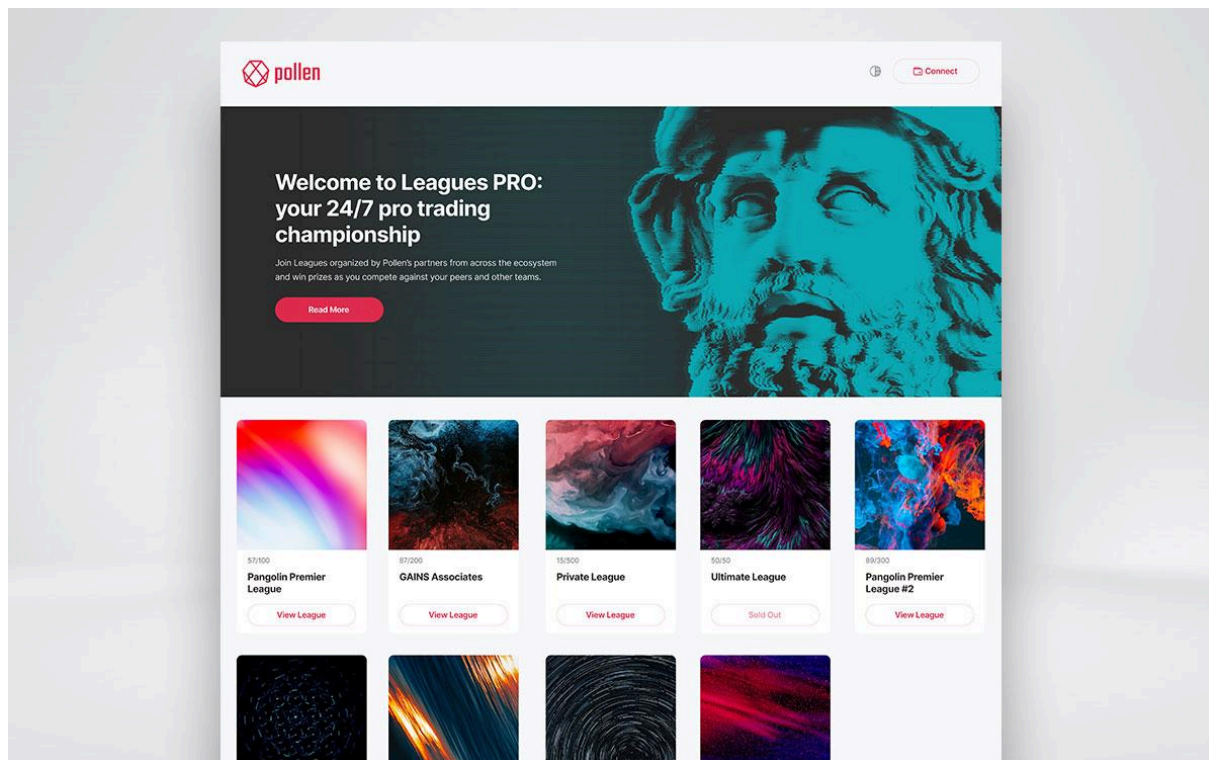 pollen
Connect
Welcome to Leagues PRO:
your 24/7 pro trading
championship
Join Leagues organized by Pollen's partners from across the ecosystem
and win prizes as you compete against your peers and other teams.
Read More
57/100
Pangolin Premier
League
View League
87/200
GAINS Associates
View League
15/500
Private League
View League
50/50
Ultimate League
Sold Out
89/300
Pangolin Premier
League #2
View League